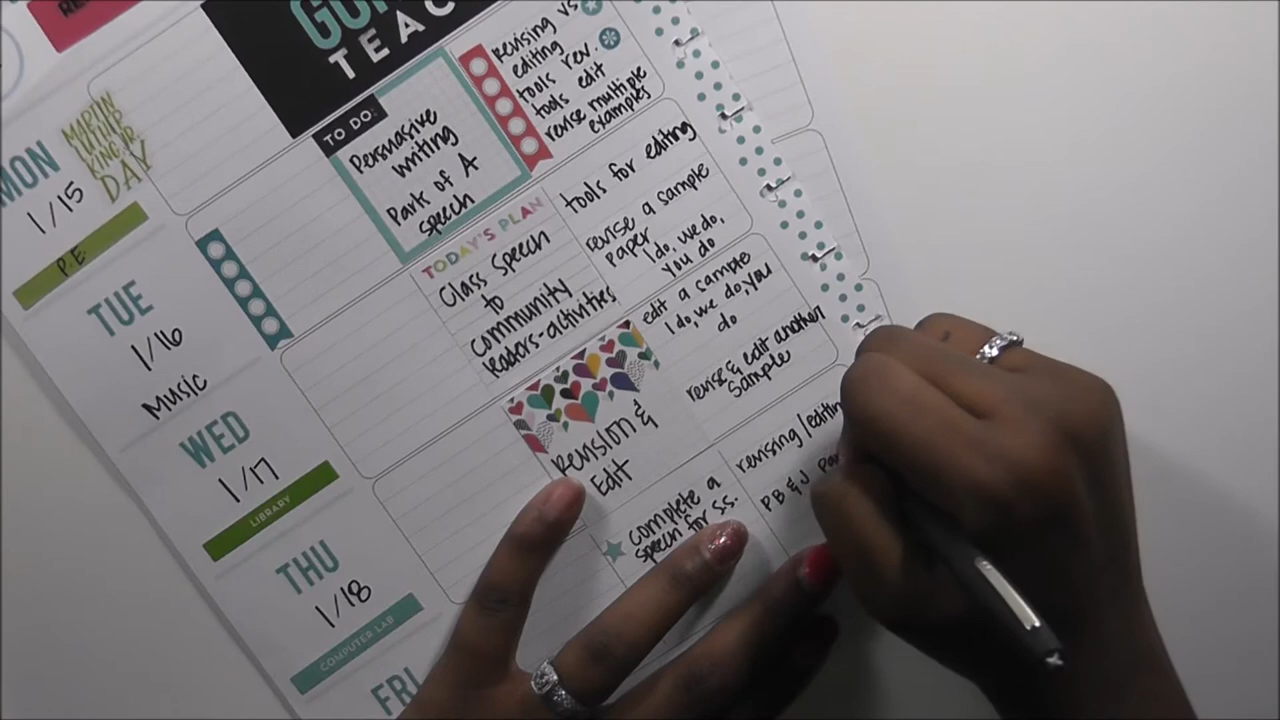 TEAC
MON
1/15
MARTIN
LUTHER
KING JR.
DAY
P.E
TO DO:
Persuasive
writing
Parts of A
speech
revising vs
editing
tools rev.
tools edit
revise multiple
examples
TUE
1/16
Music
TODAY'S PLAN
Class Speech
to
community
leaders-activities
tools for editing
revise a sample
paper
I do, we do,
you do
WED
1/17
LIBRARY
Revision &
Edit
edit a sample
I do, we do, you
do
revise & edit another
sample
THU
1/18
COMPUTER LAB
complete a
speech for S.S.
revising/editing
PB & J
FRI